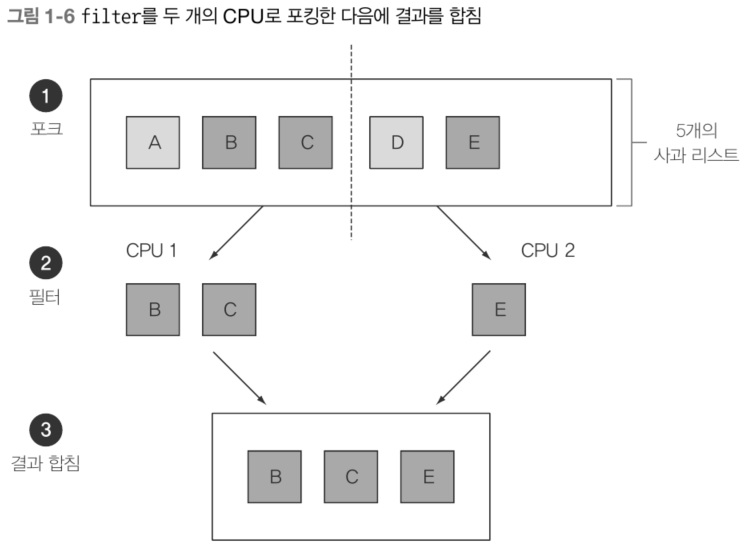 그림 1-6 filter를 두 개의 CPU로 포킹한 다음에 결과를 합침
1
포크
A B C D E
5개의
사과 리스트
CPU 1 CPU 2
2
필터
B C E
3
결과 합침
B C E